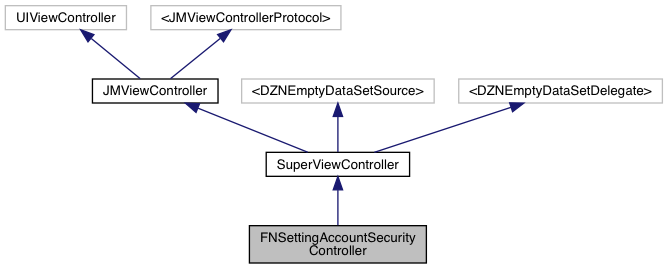 UIViewController
<JMViewControllerProtocol>
JMViewController
<DZNEmptyDataSetSource>
<DZNEmptyDataSetDelegate>
SuperViewController
FNSettingAccountSecurity
Controller